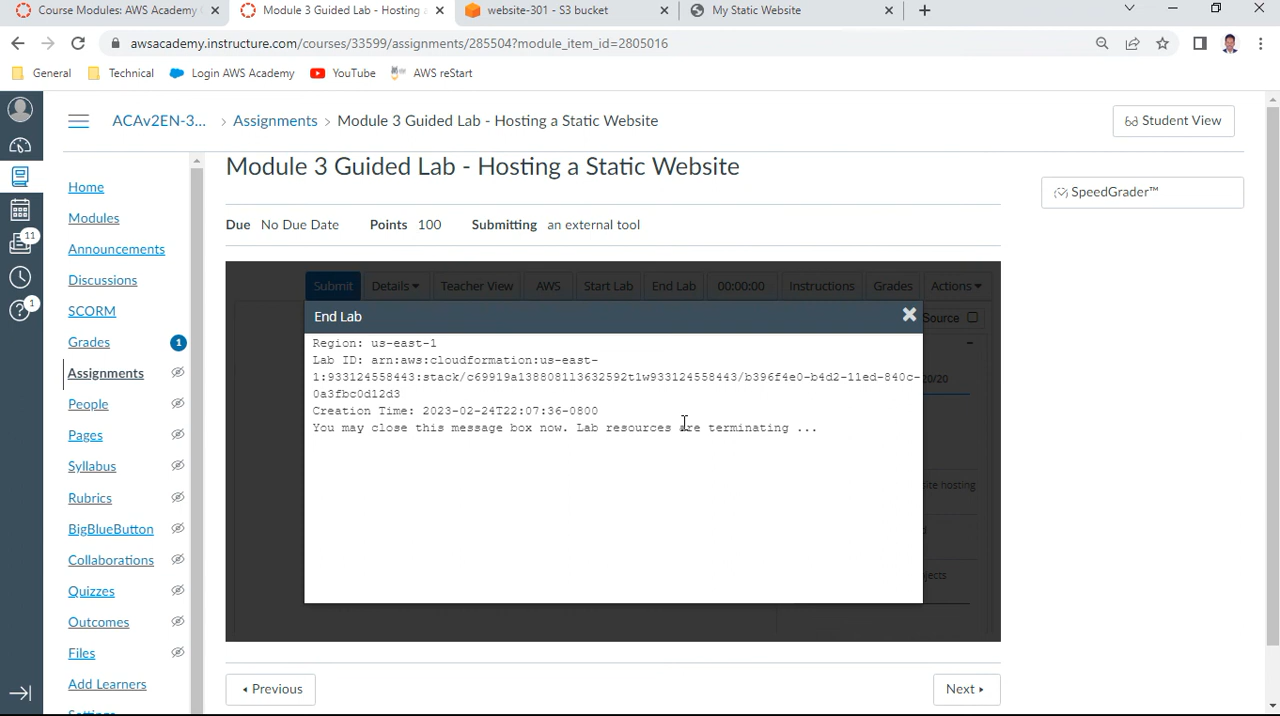 Course Modules: AWS Academy
Module 3 Guided Lab - Hosting
website-301 - S3 bucket
My Static Website
awsacademy.instructure.com/courses/33599/assignments/285504?module_item_id=2805016
General
Technical
Login AWS Academy
YouTube
AWS reStart
ACAv2EN-3... > Assignments > Module 3 Guided Lab - Hosting a Static Website
Student View
Module 3 Guided Lab - Hosting a Static Website
SpeedGrader™
Due No Due Date Points 100 Submitting an external tool
11
1
Home
Modules
Announcements
Discussions
SCORM
Grades 1
Assignments
People
Pages
Syllabus
Rubrics
BigBlueButton
Collaborations
Quizzes
Outcomes
Files
Add Learners
Submit Details Teacher View AWS Start Lab End Lab 00:00:00 Instructions Grades Actions
Source
End Lab
Region: us-east-1
Lab ID: arn:aws:cloudformation:us-east-
1:933124558443:stack/c69919a1388081l3632592t1w933124558443/b396f4e0-b4d2-11ed-840c-
0a3fbc0d12d3
Creation Time: 2023-02-24T22:07:36-0800
You may close this message box now. Lab resources are terminating ...
20/20
hosting
Previous
Next